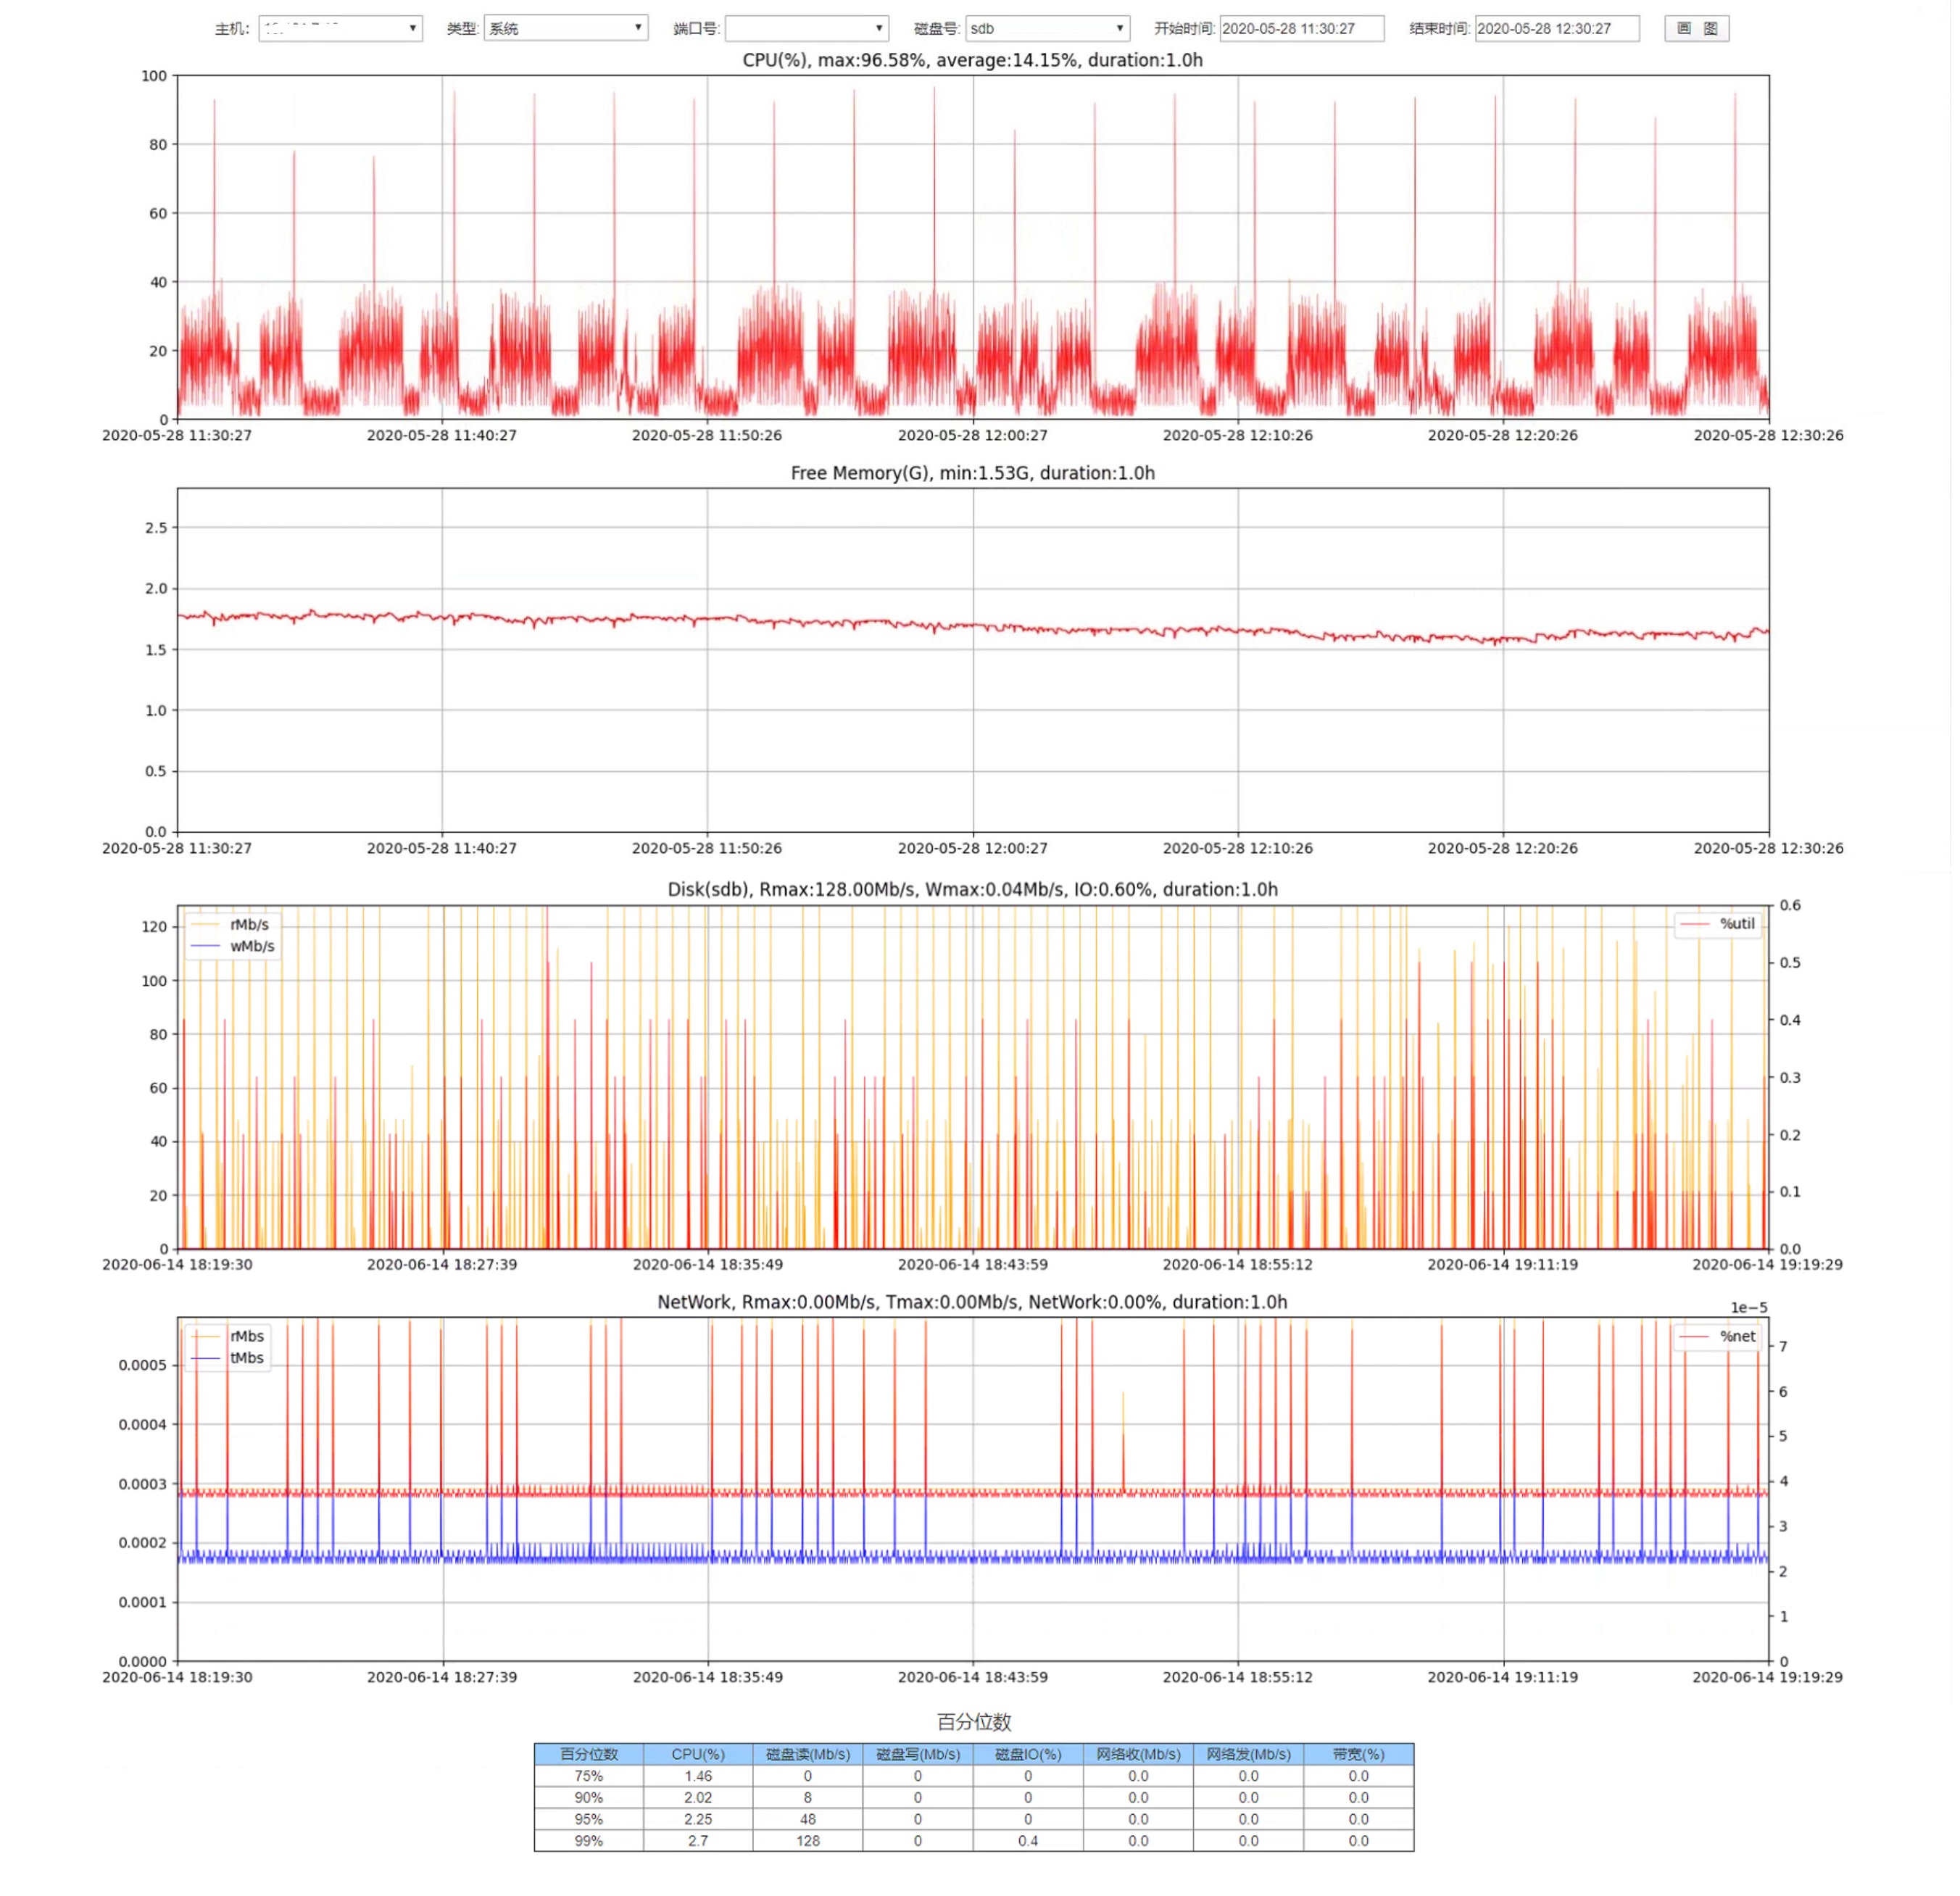 主机: 类型: 系统 端口号: 磁盘号: sdb 开始时间: 2020-05-28 11:30:27 结束时间: 2020-05-28 12:30:27 画 图
CPU(%), max:96.58%, average:14.15%, duration:1.0h
100
80
60
40
20
0
2020-05-28 11:30:27 2020-05-28 11:40:27 2020-05-28 11:50:26 2020-05-28 12:00:27 2020-05-28 12:10:26 2020-05-28 12:20:26 2020-05-28 12:30:26
Free Memory(G), min:1.53G, duration:1.0h
2.5
2.0
1.5
1.0
0.5
0.0
2020-05-28 11:30:27 2020-05-28 11:40:27 2020-05-28 11:50:26 2020-05-28 12:00:27 2020-05-28 12:10:26 2020-05-28 12:20:26 2020-05-28 12:30:26
Disk(sdb), Rmax:128.00Mb/s, Wmax:0.04Mb/s, IO:0.60%, duration:1.0h
rMb/s
wMb/s
%util
120
100
80
60
40
20
0
0.6
0.5
0.4
0.3
0.2
0.1
0.0
2020-06-14 18:19:30 2020-06-14 18:27:39 2020-06-14 18:35:49 2020-06-14 18:43:59 2020-06-14 18:55:12 2020-06-14 19:11:19 2020-06-14 19:19:29
NetWork, Rmax:0.00Mb/s, Tmax:0.00Mb/s, NetWork:0.00%, duration:1.0h
1e−5
rMbs
tMbs
%net
0.0005
0.0004
0.0003
0.0002
0.0001
0.0000
7
6
5
4
3
2
1
0
2020-06-14 18:19:30 2020-06-14 18:27:39 2020-06-14 18:35:49 2020-06-14 18:43:59 2020-06-14 18:55:12 2020-06-14 19:11:19 2020-06-14 19:19:29
百分位数
百分位数 CPU(%) 磁盘读(Mb/s) 磁盘写(Mb/s) 磁盘IO(%) 网络收(Mb/s) 网络发(Mb/s) 带宽(%)
75% 1.46 0 0 0 0.0 0.0 0.0
90% 2.02 8 0 0 0.0 0.0 0.0
95% 2.25 48 0 0 0.0 0.0 0.0
99% 2.7 128 0 0.4 0.0 0.0 0.0